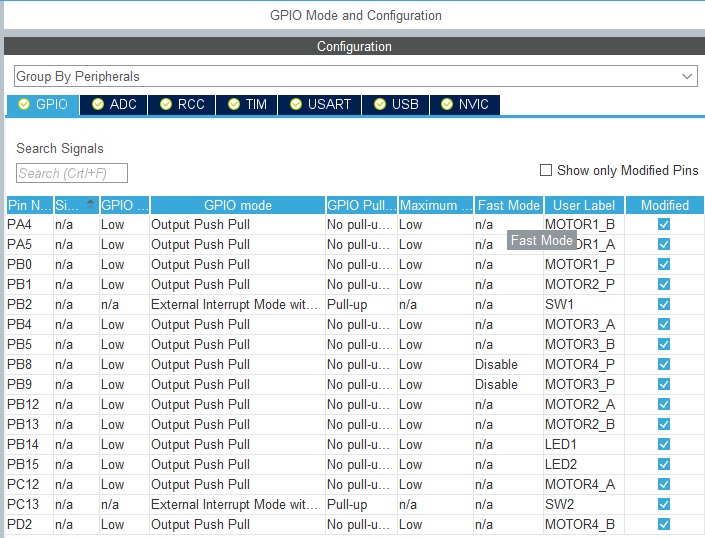 GPIO Mode and Configuration
Configuration
Group By Peripherals
GPIO ADC RCC TIM USART USB NVIC
Search Signals
Search (Crtl+F)
Show only Modified Pins
Pin N... Si... GPIO ... GPIO mode GPIO Pull... Maximum ... Fast Mode User Label Modified
PA4 n/a Low Output Push Pull No pull-u... Low n/a MOTOR1_B
Fast Mode
PA5 n/a Low Output Push Pull No pull-u... Low OR1_A
PB0 n/a Low Output Push Pull No pull-u... Low n/a MOTOR1_P
PB1 n/a Low Output Push Pull No pull-u... Low n/a MOTOR2_P
PB2 n/a n/a External Interrupt Mode wit... Pull-up n/a n/a SW1
PB4 n/a Low Output Push Pull No pull-u... Low n/a MOTOR3_A
PB5 n/a Low Output Push Pull No pull-u... Low n/a MOTOR3_B
PB8 n/a Low Output Push Pull No pull-u... Low Disable MOTOR4_P
PB9 n/a Low Output Push Pull No pull-u... Low Disable MOTOR3_P
PB12 n/a Low Output Push Pull No pull-u... Low n/a MOTOR2_A
PB13 n/a Low Output Push Pull No pull-u... Low n/a MOTOR2_B
PB14 n/a Low Output Push Pull No pull-u... Low n/a LED1
PB15 n/a Low Output Push Pull No pull-u... Low n/a LED2
PC12 n/a Low Output Push Pull No pull-u... Low n/a MOTOR4_A
PC13 n/a n/a External Interrupt Mode wit... Pull-up n/a n/a SW2
PD2 n/a Low Output Push Pull No pull-u... Low n/a MOTOR4_B